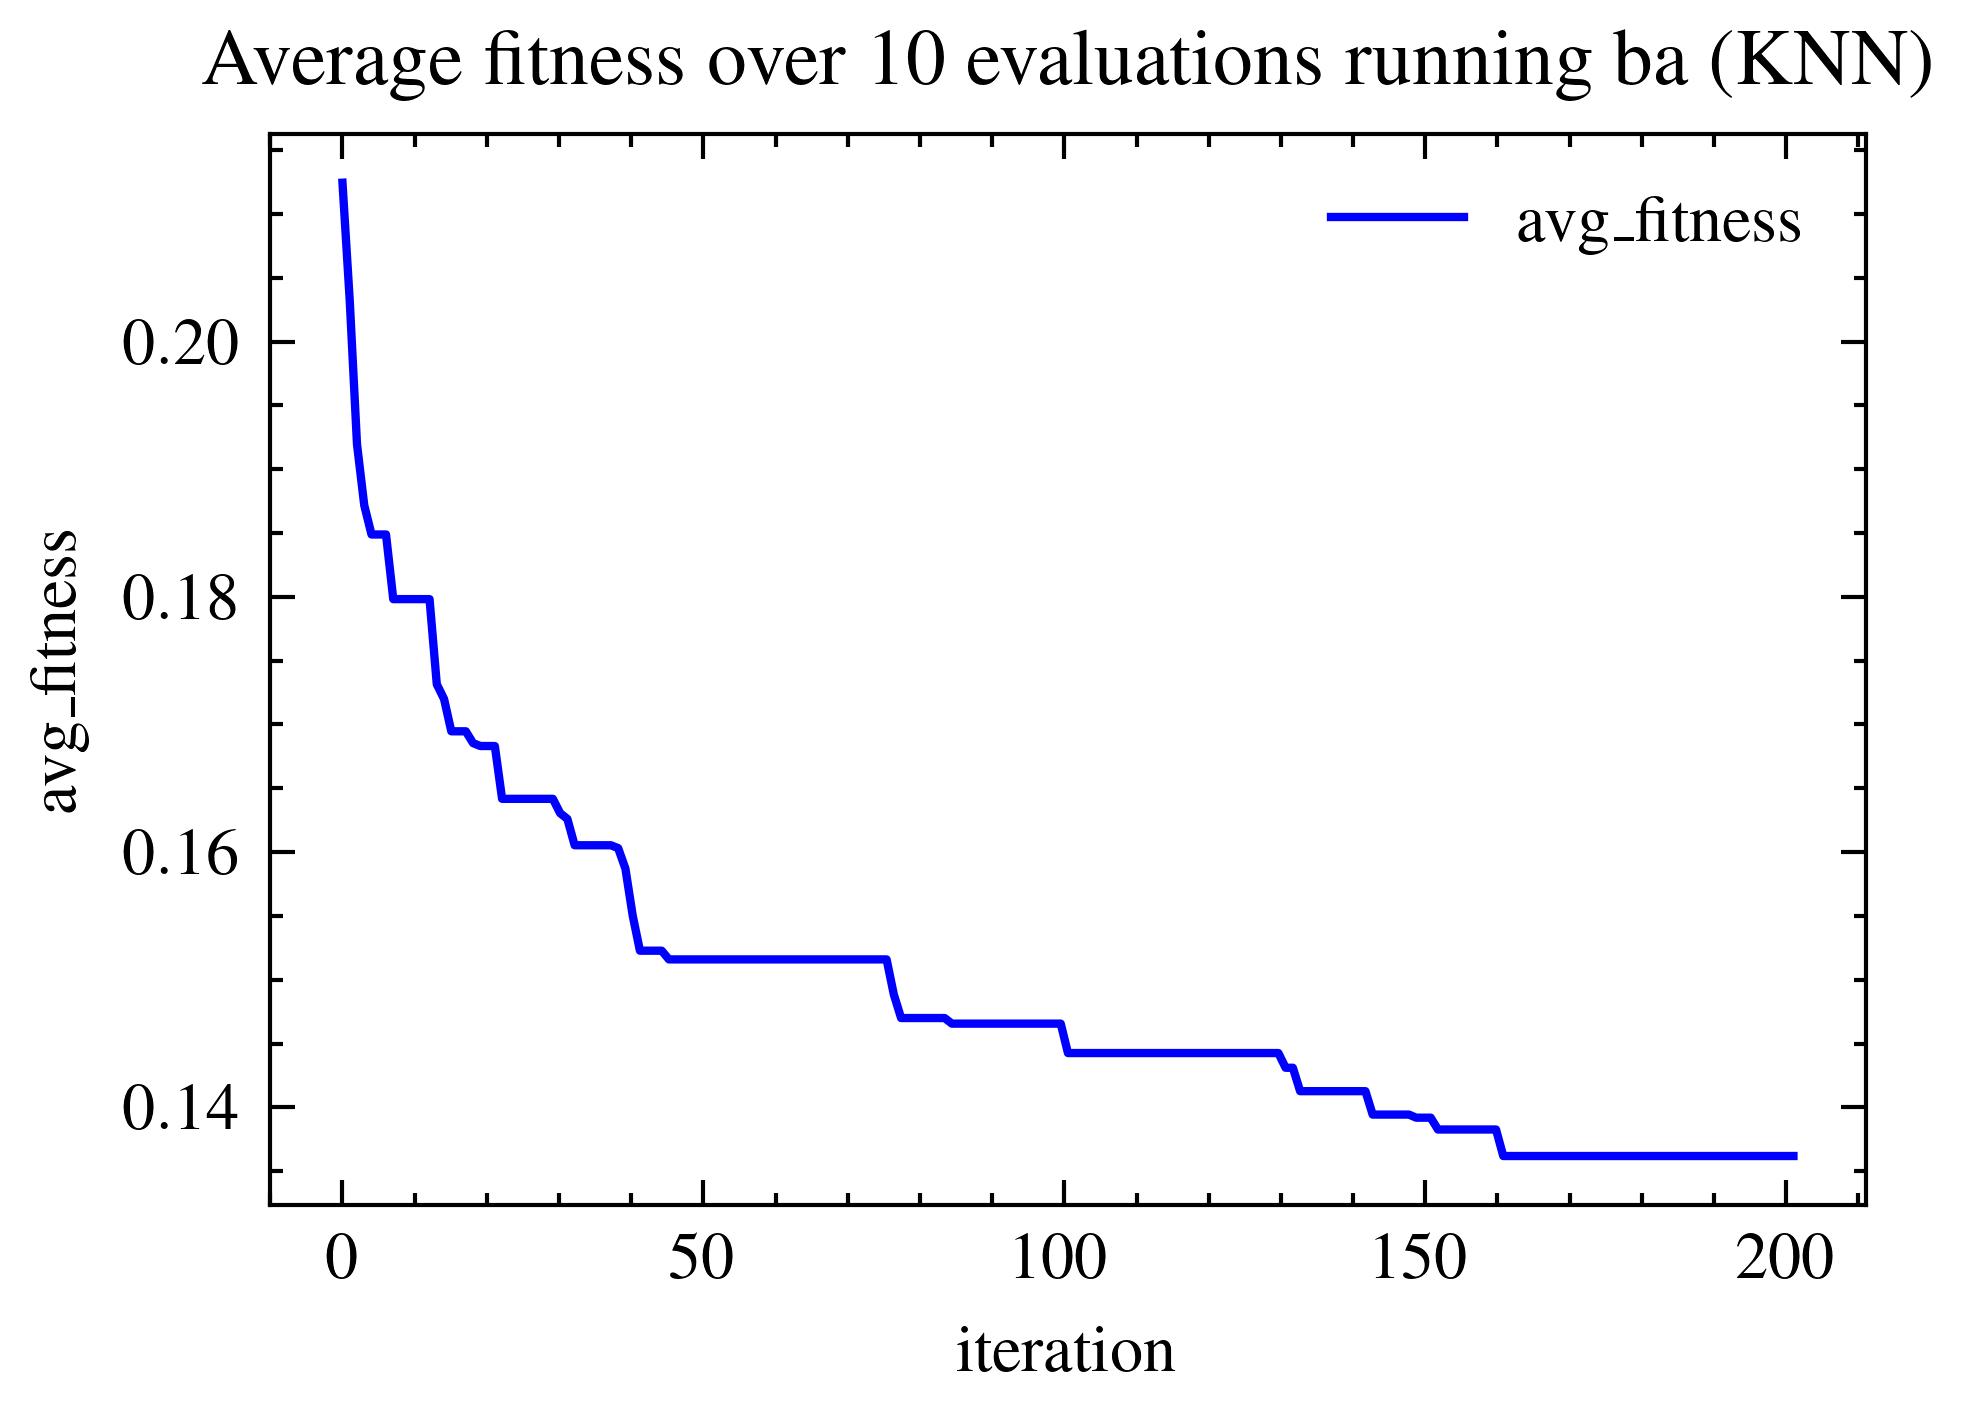 Average fitness over 10 evaluations running ba (KNN)
avg_fitness
0.20
0.18
0.16
0.14
avg_fitness
0 50 100 150 200
iteration